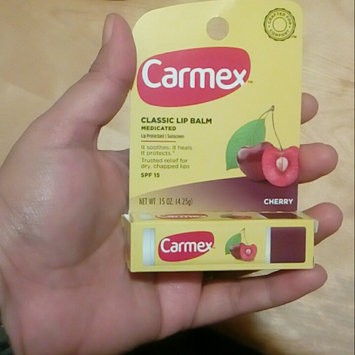 Carmex
CLASSIC LIP BALM
MEDICATED
Lip Protectant | Sunscreen
It soothes. It heals.
It protects.
Trusted relief for
dry, chapped lips
SPF 15
NET WT .15 OZ. (4.25g)
CHERRY
Carmex